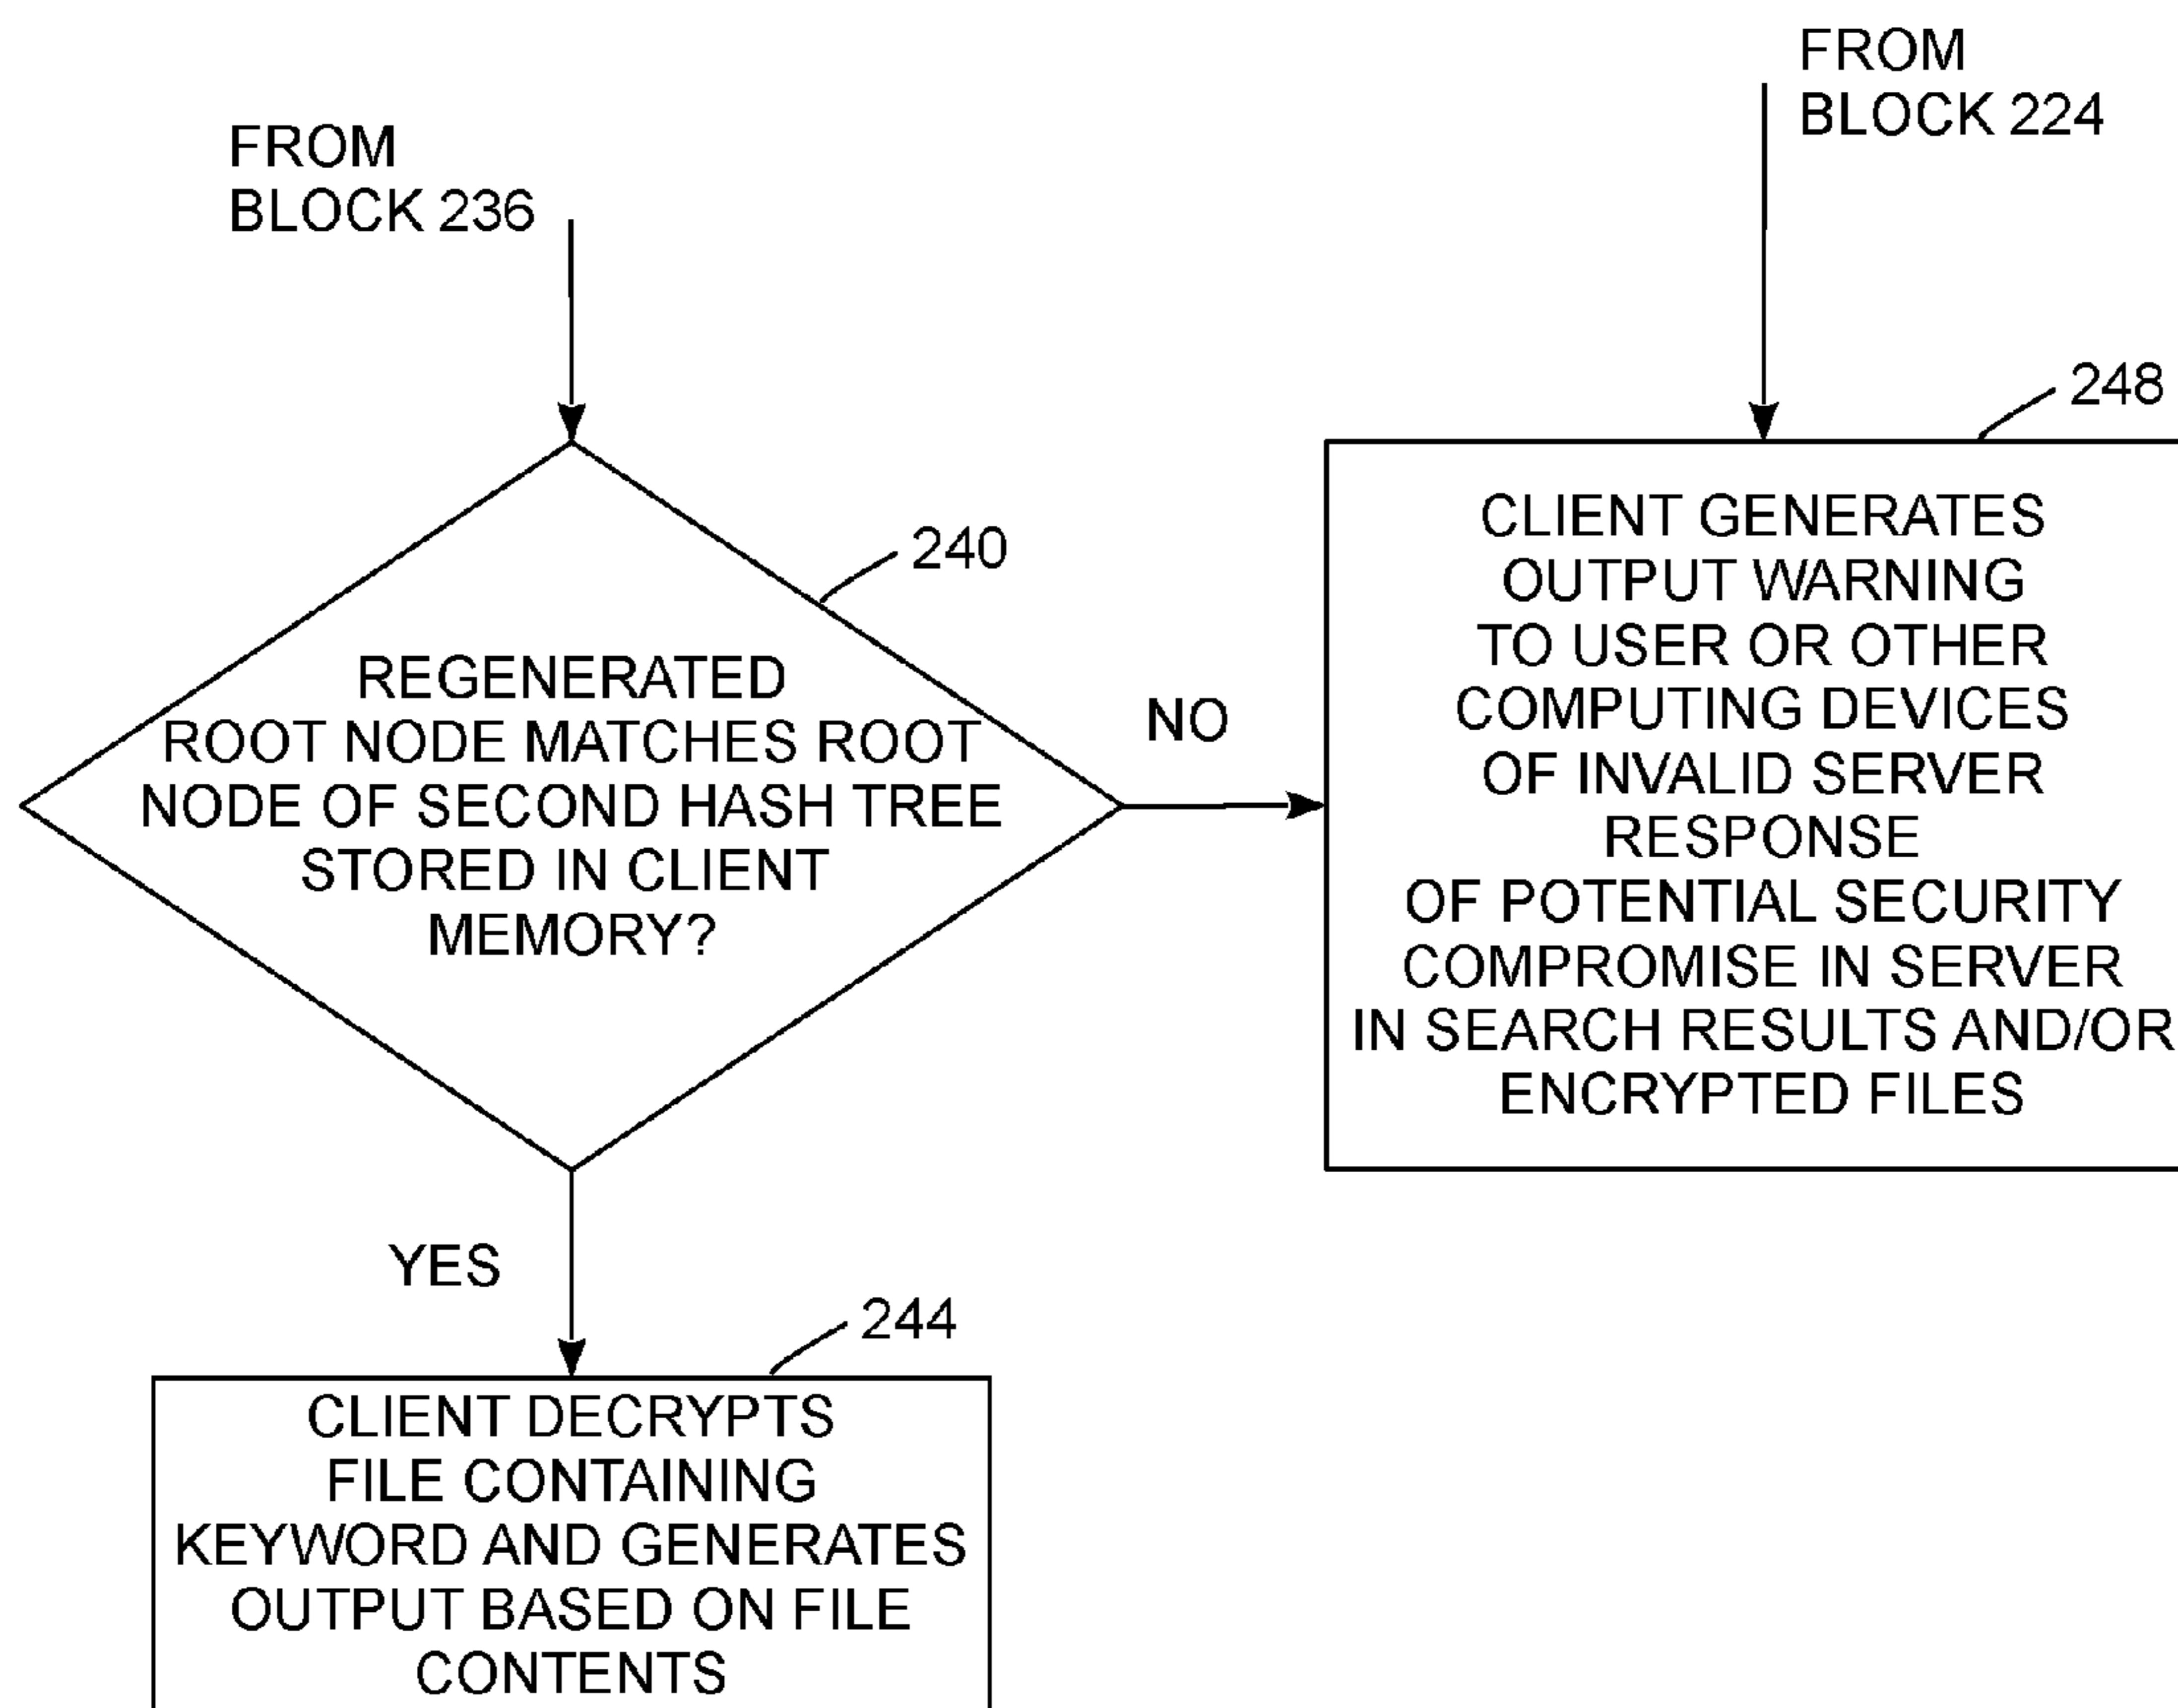 FROM
BLOCK 236
FROM
BLOCK 224
240
REGENERATED
ROOT NODE MATCHES ROOT
NODE OF SECOND HASH TREE
STORED IN CLIENT
MEMORY?
NO
248
CLIENT GENERATES
OUTPUT WARNING
TO USER OR OTHER
COMPUTING DEVICES
OF INVALID SERVER
RESPONSE
OF POTENTIAL SECURITY
COMPROMISE IN SERVER
IN SEARCH RESULTS AND/OR
ENCRYPTED FILES
YES
244
CLIENT DECRYPTS
FILE CONTAINING
KEYWORD AND GENERATES
OUTPUT BASED ON FILE
CONTENTS